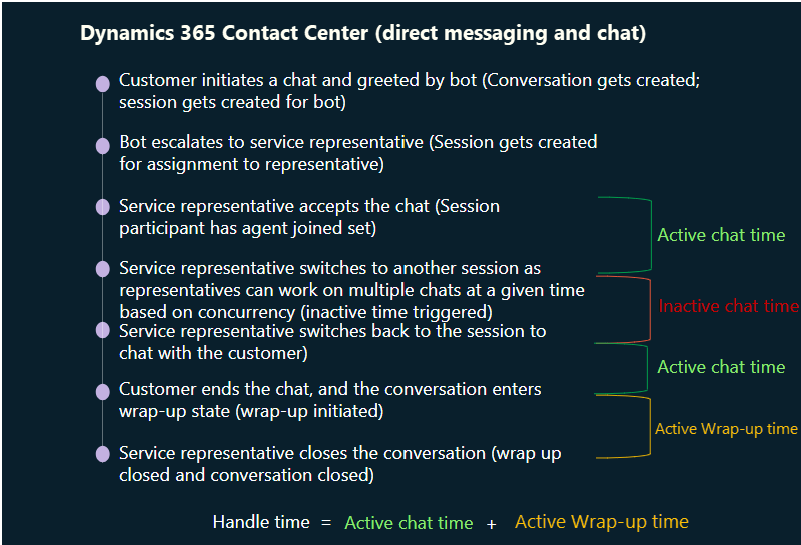 Dynamics 365 Contact Center (direct messaging and chat)
Customer initiates a chat and greeted by bot (Conversation gets created;
session gets created for bot)
Bot escalates to service representative (Session gets created
for assignment to representative)
Service representative accepts the chat (Session
participant has agent joined set)
Active chat time
Service representative switches to another session as
representatives can work on multiple chats at a given time
based on concurrency (inactive time triggered)
Inactive chat time
Service representative switches back to the session to
chat with the customer)
Active chat time
Customer ends the chat, and the conversation enters
wrap-up state (wrap-up initiated)
Active Wrap-up time
Service representative closes the conversation (wrap up
closed and conversation closed)
Handle time = Active chat time + Active Wrap-up time